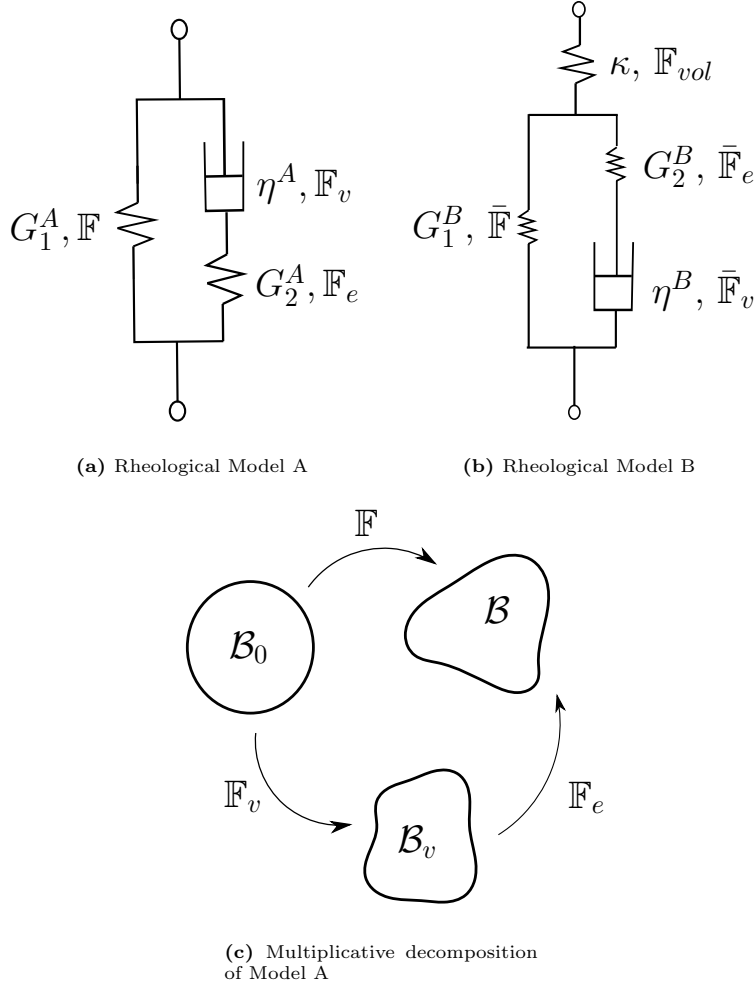 κ, 𝔽_vol
G_2^B, 𝔽̄_e
η^A, 𝔽_v
G_1^A, 𝔽
G_1^B, 𝔽̄
G_2^A, 𝔽_e
η^B, 𝔽̄_v
(a) Rheological Model A
(b) Rheological Model B
𝔽
ℬ_0
ℬ
𝔽_v
𝔽_e
ℬ_v
(c) Multiplicative decomposition
of Model A